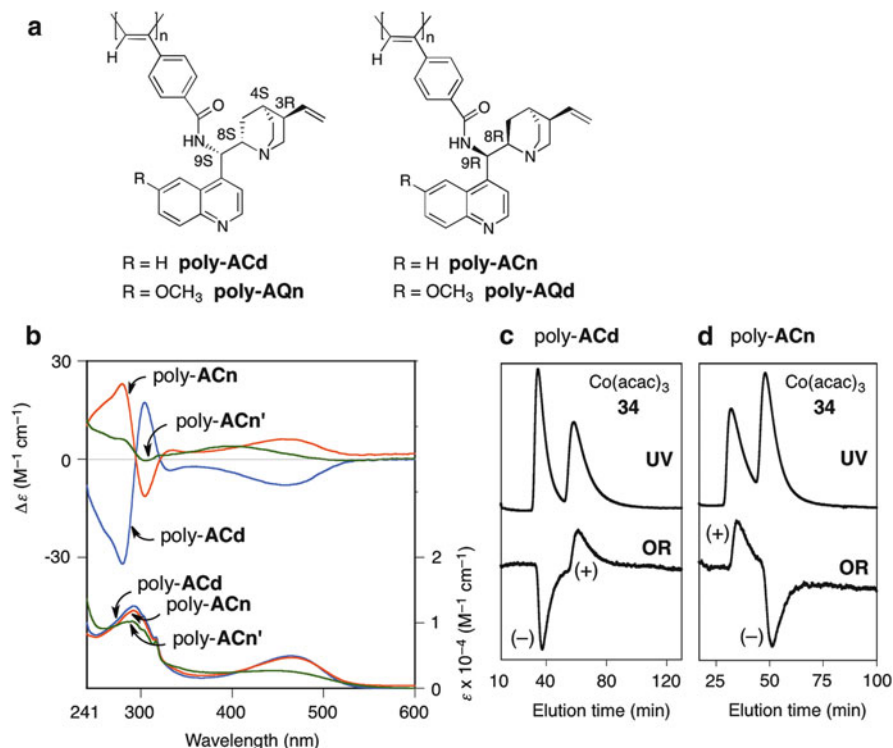 a
[ ]n
H
O
HN
4S
3R
8S
9S
N
R
N
[ ]n
H
O
HN
8R
9R
N
R
N
R = H poly-ACd
R = OCH₃ poly-AQn
R = H poly-ACn
R = OCH₃ poly-AQd
b
30
0
-30
Δε (M⁻¹ cm⁻¹)
poly-ACn
poly-ACn'
poly-ACd
poly-ACd
poly-ACn
poly-ACn'
2
1
0
ε x 10⁻⁴ (M⁻¹ cm⁻¹)
241 300 400 500 600
Wavelength (nm)
c poly-ACd
Co(acac)₃
34
UV
OR
(+)
(−)
10 40 70 100 130
Elution time (min)
d poly-ACn
Co(acac)₃
34
UV
(+)
OR
(−)
25 50 75 100
Elution time (min)